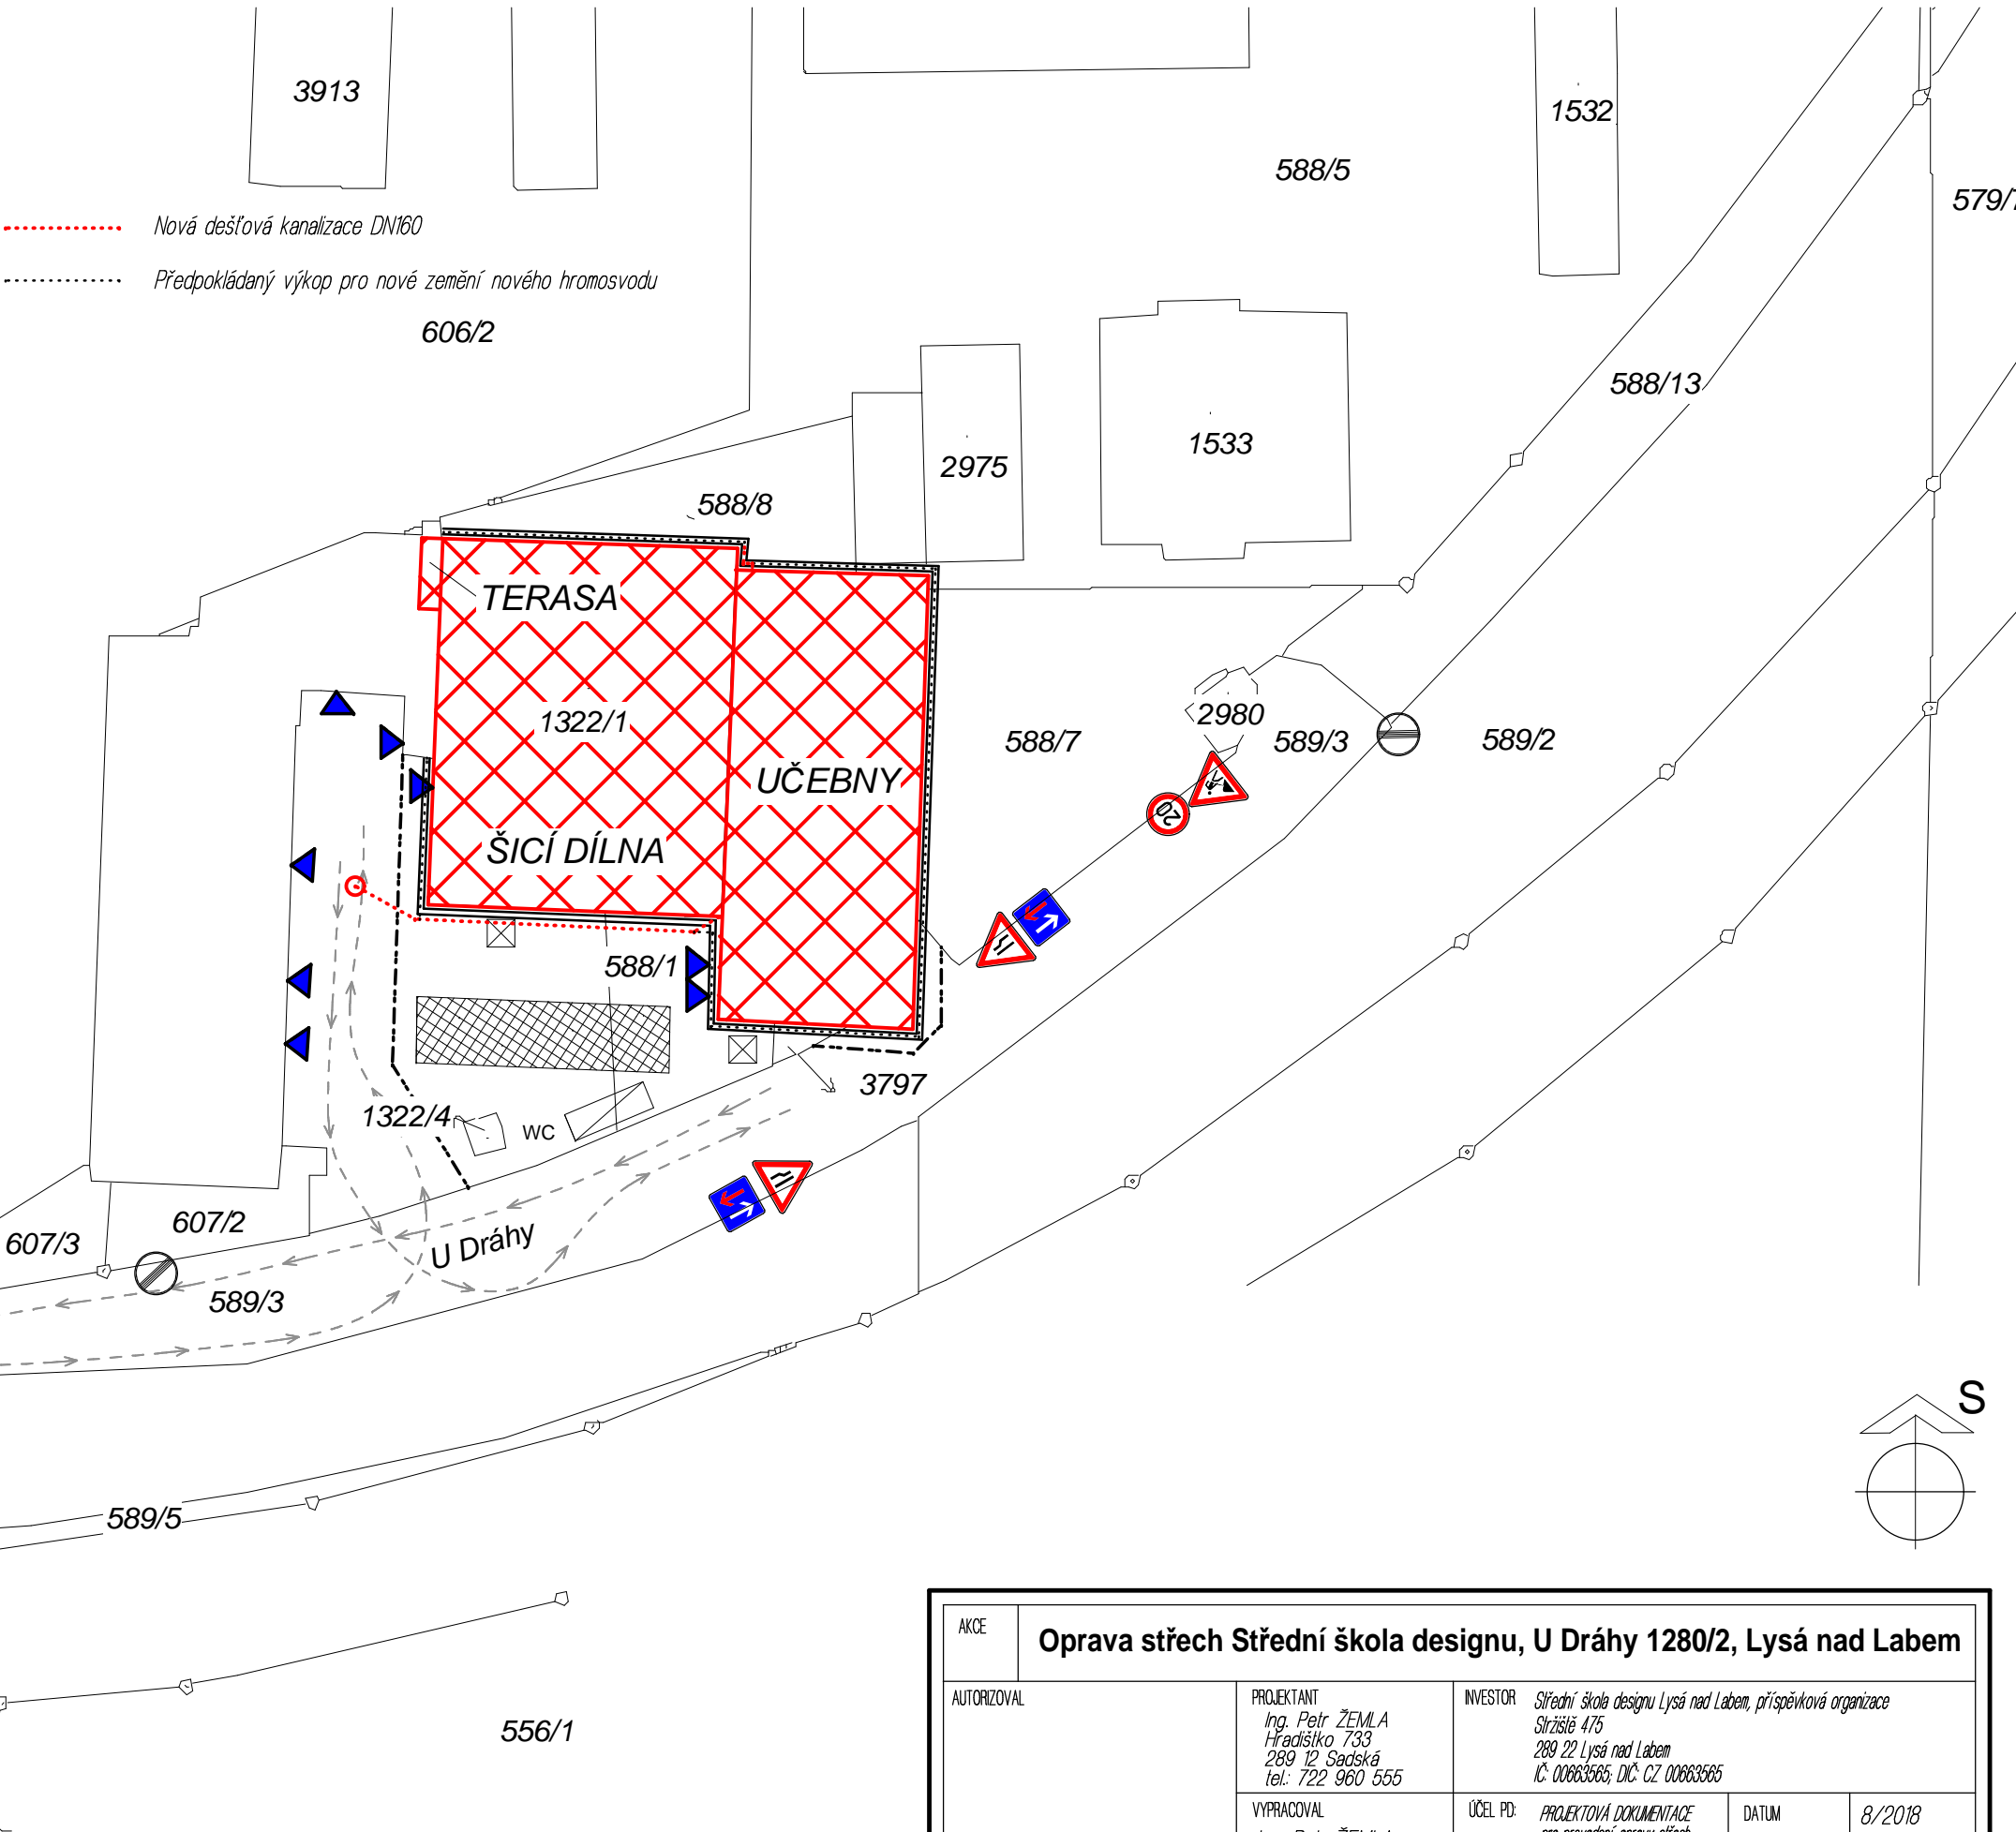 3913
1532
588/5
579/
Nová dešťová kanalizace DN160
Předpokládaný výkop pro nové zemění nového hromosvodu
606/2
588/13
1533
2975
588/8
TERASA
1322/1
2980
588/7
589/3
589/2
UČEBNY
20
ŠICÍ DÍLNA
588/1
3797
1322/4
WC
607/2
607/3
U Dráhy
589/3
S
589/5
556/1
AKCE
Oprava střech Střední škola designu, U Dráhy 1280/2, Lysá nad Labem
AUTORIZOVAL
PROJEKTANT
Ing. Petr ŽEMLA
Hradištko 733
289 12 Sadská
tel.: 722 960 555
INVESTOR
Střední škola designu Lysá nad Labem, příspěvková organizace
Stržiště 475
289 22 Lysá nad Labem
IČ: 00663565; DIČ: CZ 00663565
VYPRACOVAL
ÚČEL PD:
PROJEKTOVÁ DOKUMENTACE
DATUM
8/2018